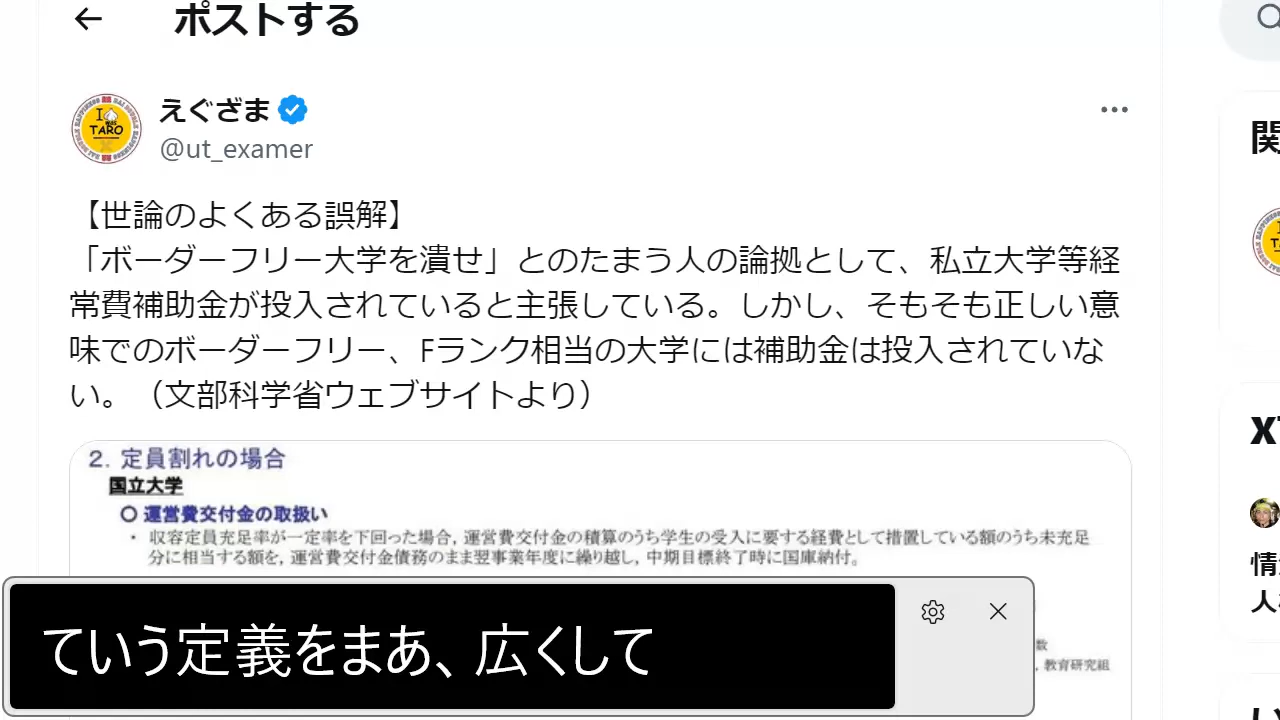 ポストする
えぐざま
@ut_examer
【世論のよくある誤解】
「ボーダーフリー大学を潰せ」とのたまう人の論拠として、私立大学等経
常費補助金が投入されていると主張している。しかし、そもそも正しい意
味でのボーダーフリー、Fランク相当の大学には補助金は投入されていな
い。（文部科学省ウェブサイトより）
2. 定員割れの場合
国立大学
○ 運営費交付金の取扱い
・ 収容定員充足率が一定率を下回った場合, 運営費交付金の積算のうち学生の受入に要する経費として措置している額のうち未充足
分に相当する額を, 運営費交付金債務のまま翌事業年度に繰り越し, 中期目標終了時に国庫納付。
数
, 教育研究組
ていう定義をまあ、広くして
関
X
情
人
TARO